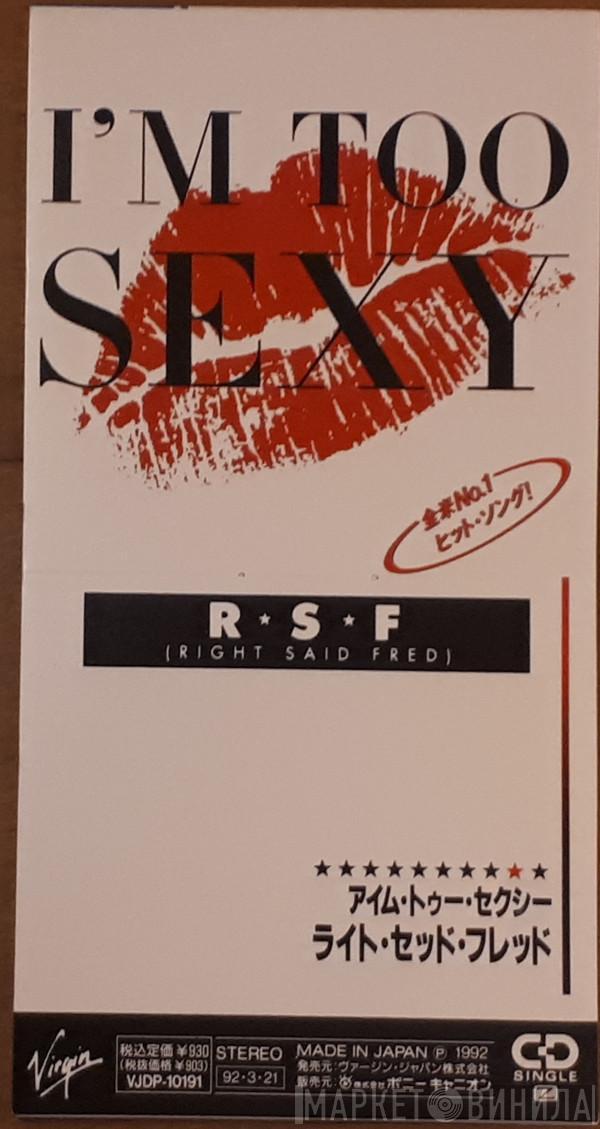 I'M TOO
SEXY
全米No.1
ヒット・ソング!
R★S★F
(RIGHT SAID FRED)
★★★★★★★★★★
アイム・トゥー・セクシー
ライト・セッド・フレッド
Virgin
税込定価 ¥930
(税抜価格 ¥903)
VJDP-10191
STEREO
92・3・21
MADE IN JAPAN Ⓟ 1992
発売元:ヴァージン・ジャパン株式会社
販売元: 株式会社ポニーキャニオン
CD
SINGLE
МАРКЕТ ВИНИЛА